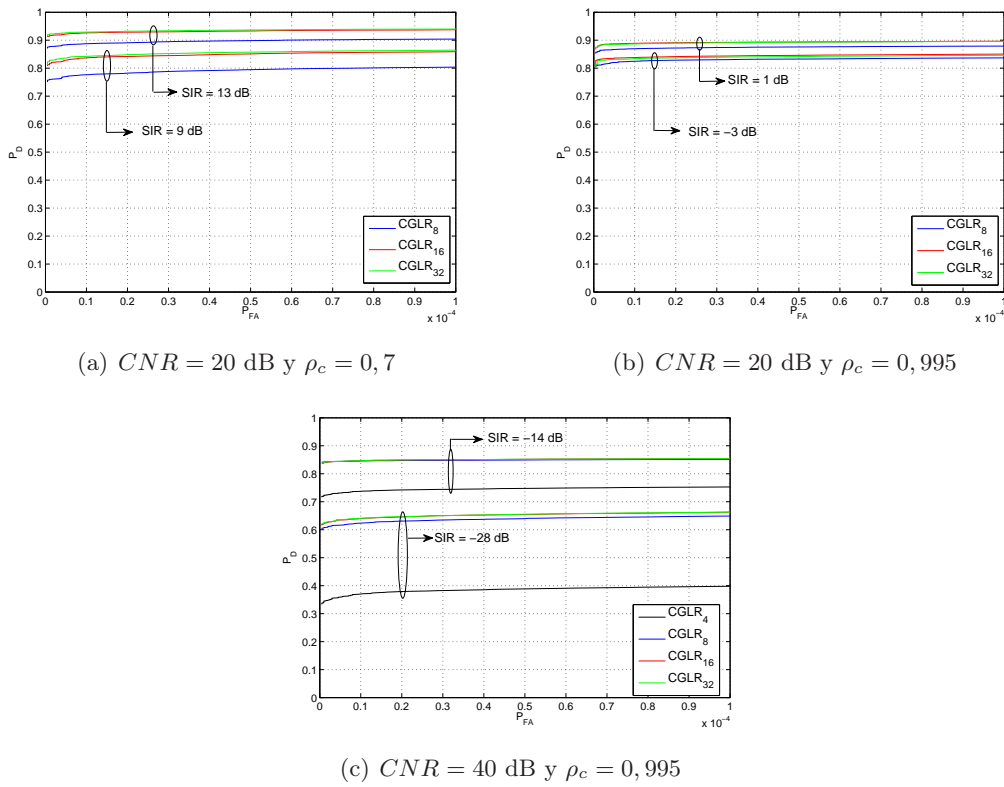 1
0.9
0.8
0.7
0.6
0.5
0.4
0.3
0.2
0.1
0
P_D
SIR = 13 dB
SIR = 9 dB
CGLR_8
CGLR_16
CGLR_32
0 0.1 0.2 0.3 0.4 0.5 0.6 0.7 0.8 0.9 1
P_FA
x 10^-4
(a) CNR = 20 dB y ρ_c = 0, 7
1
0.9
0.8
0.7
0.6
0.5
0.4
0.3
0.2
0.1
0
P_D
SIR = 1 dB
SIR = −3 dB
CGLR_8
CGLR_16
CGLR_32
0 0.1 0.2 0.3 0.4 0.5 0.6 0.7 0.8 0.9 1
P_FA
x 10^-4
(b) CNR = 20 dB y ρ_c = 0, 995
1
0.9
0.8
0.7
0.6
0.5
0.4
0.3
0.2
0.1
0
P_D
SIR = −14 dB
SIR = −28 dB
CGLR_4
CGLR_8
CGLR_16
CGLR_32
0 0.1 0.2 0.3 0.4 0.5 0.6 0.7 0.8 0.9 1
P_FA
x 10^-4
(c) CNR = 40 dB y ρ_c = 0, 995